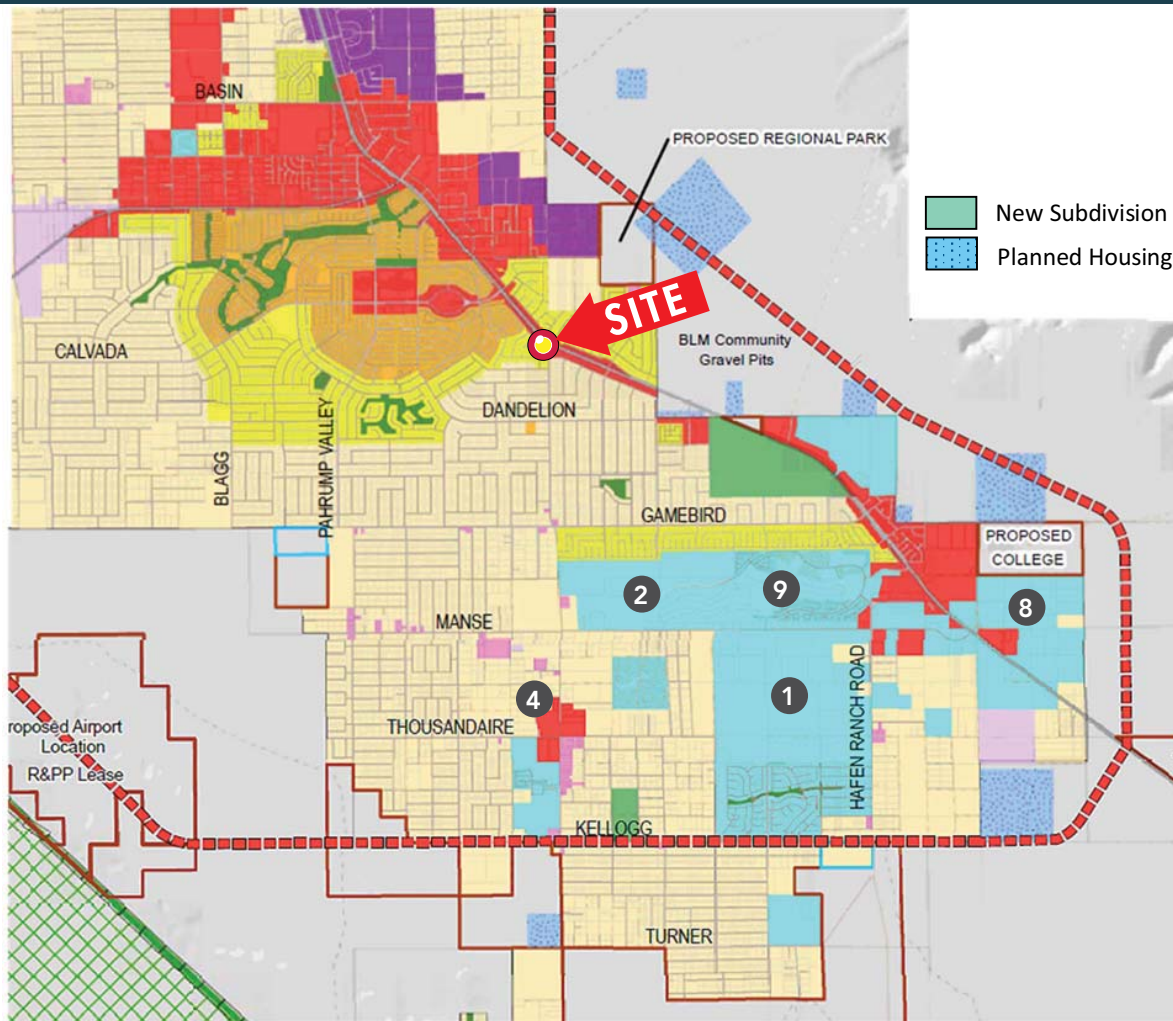 BASIN
PROPOSED REGIONAL PARK
New Subdivision
Planned Housing
SITE
BLM Community
Gravel Pits
CALVADA
DANDELION
BLAGG
PAHRUMP VALLEY
GAMEBIRD
PROPOSED
COLLEGE
2
9
8
MANSE
4
1
HAFEN RANCH ROAD
THOUSANDAIRE
roposed Airport
Location
R&PP Lease
KELLOGG
TURNER